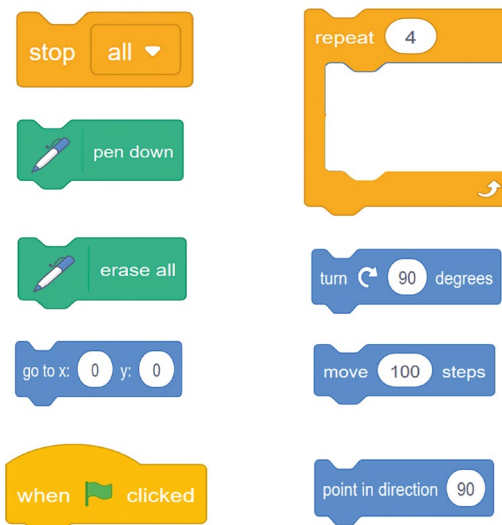 stop all
pen down
erase all
go to x: 0 y: 0
when clicked
repeat 4
turn 90 degrees
move 100 steps
point in direction 90